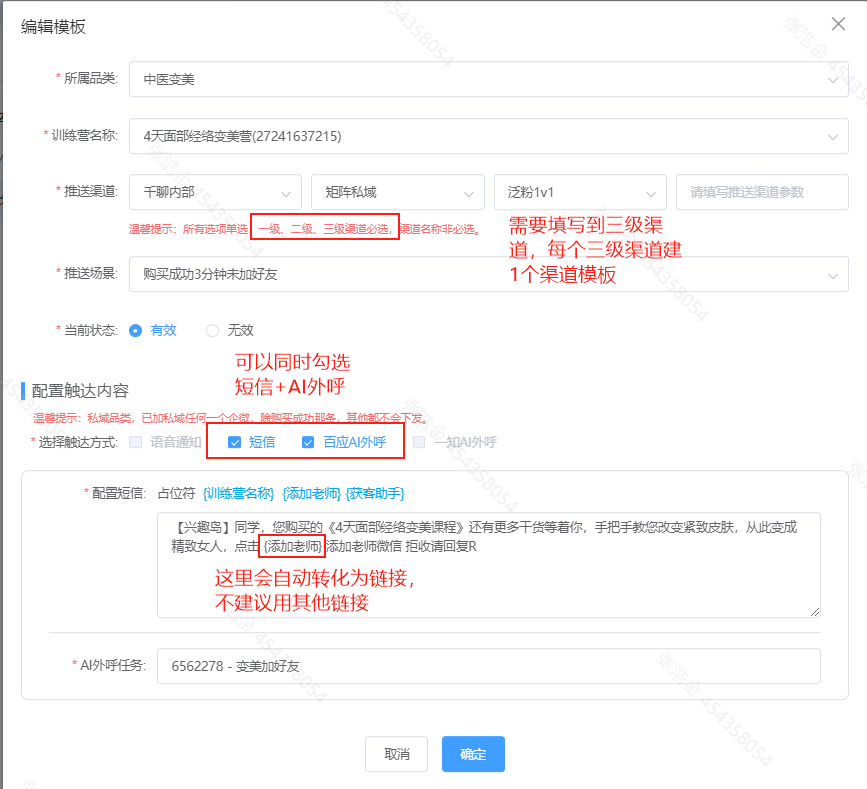 编辑模板
* 所属品类: 中医变美
* 训练营名称: 4天面部经络变美营(27241637215)
* 推送渠道: 千聊内部 矩阵私域 泛粉1v1 请填写推送渠道参数
温馨提示：所有选项单选 一级、二级、三级渠道必选，渠道名称非必选。
需要填写到三级渠
道，每个三级渠道建
1个渠道模板
* 推送场景: 购买成功3分钟未加好友
* 当前状态: 有效 无效
可以同时勾选
短信+AI外呼
配置触达内容
温馨提示：私域品类，已加私域任何一个企微，除购买成功那条，其他都不会下发。
* 选择触达方式: 语音通知 短信 百应AI外呼 一知AI外呼
* 配置短信: 占位符 {训练营名称} {添加老师} {获客助手}
【兴趣岛】同学，您购买的《4天面部经络变美课程》还有更多干货等着你，手把手教您改变紧致皮肤，从此变成
精致女人，点击 {添加老师} 添加老师微信 拒收请回复R
这里会自动转化为链接，
不建议用其他链接
* AI外呼任务: 6562278 - 变美加好友
取消 确定
张浩金 454358054